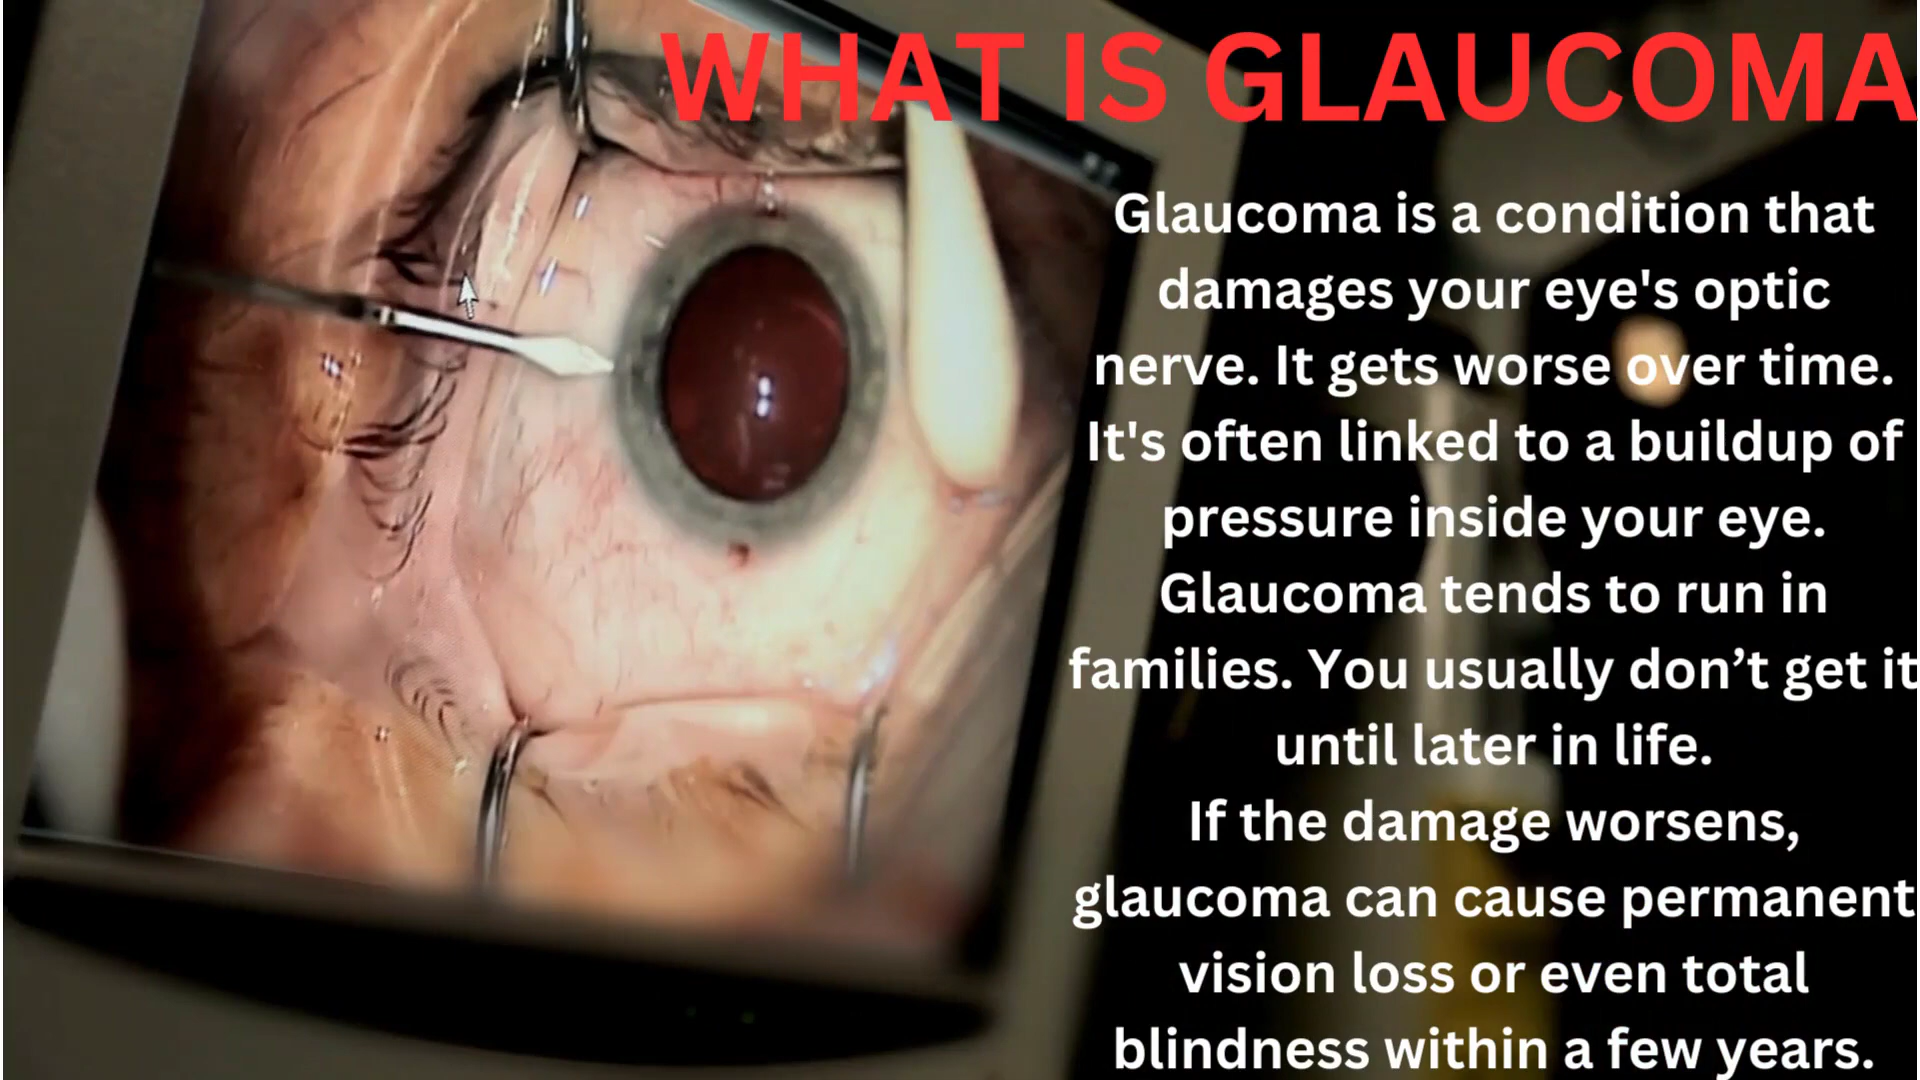 WHAT IS GLAUCOMA
Glaucoma is a condition that
damages your eye's optic
nerve. It gets worse over time.
It's often linked to a buildup of
pressure inside your eye.
Glaucoma tends to run in
families. You usually don’t get it
until later in life.
If the damage worsens,
glaucoma can cause permanent
vision loss or even total
blindness within a few years.